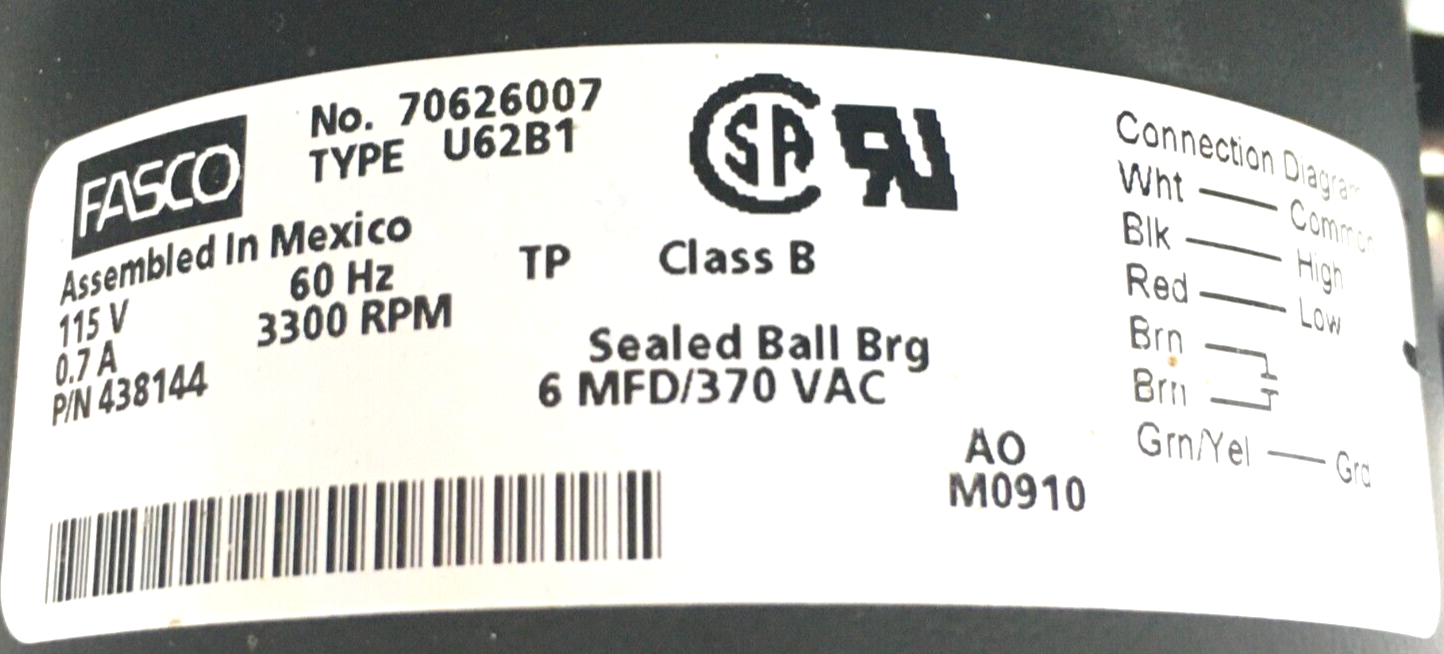 FASCO
No. 70626007
TYPE U62B1
Assembled In Mexico
115 V 60 Hz TP Class B
0.7 A 3300 RPM
P/N 438144
Sealed Ball Brg
6 MFD/370 VAC
AO
M0910
SA
Connection Diagram
Wht Common
Blk High
Red Low
Brn
Brn
Grn/Yel Grd